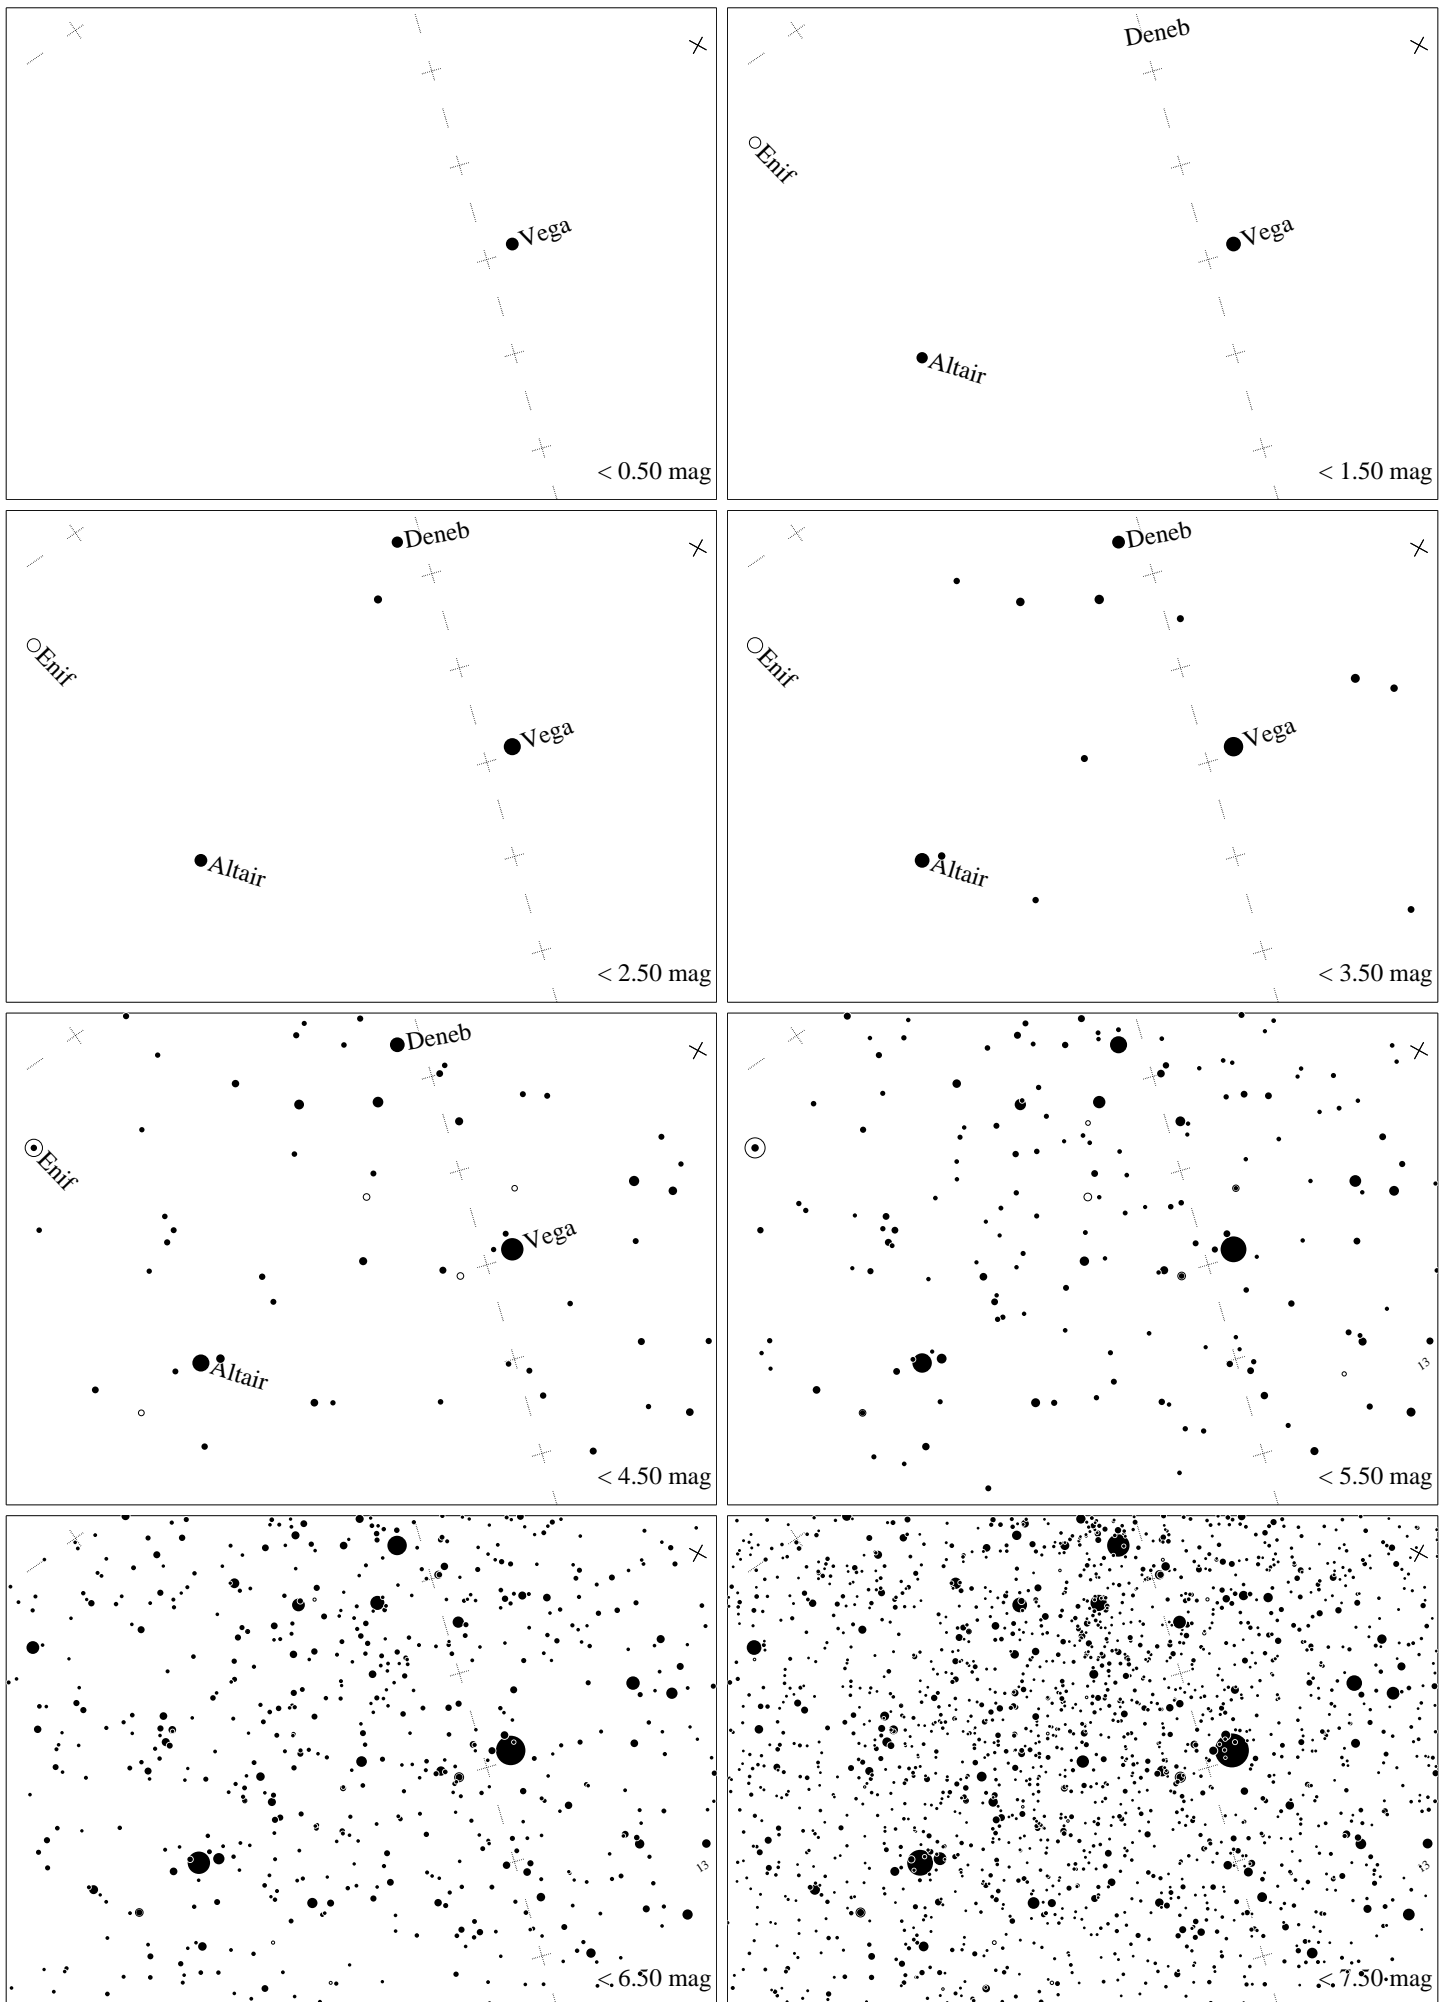 Vega
< 0.50 mag
Deneb
Enif
Vega
Altair
< 1.50 mag
Deneb
Enif
Vega
Altair
< 2.50 mag
Deneb
Enif
Vega
Altair
< 3.50 mag
Deneb
Enif
Vega
Altair
< 4.50 mag
13
< 5.50 mag
13
< 6.50 mag
13
< 7.50 mag